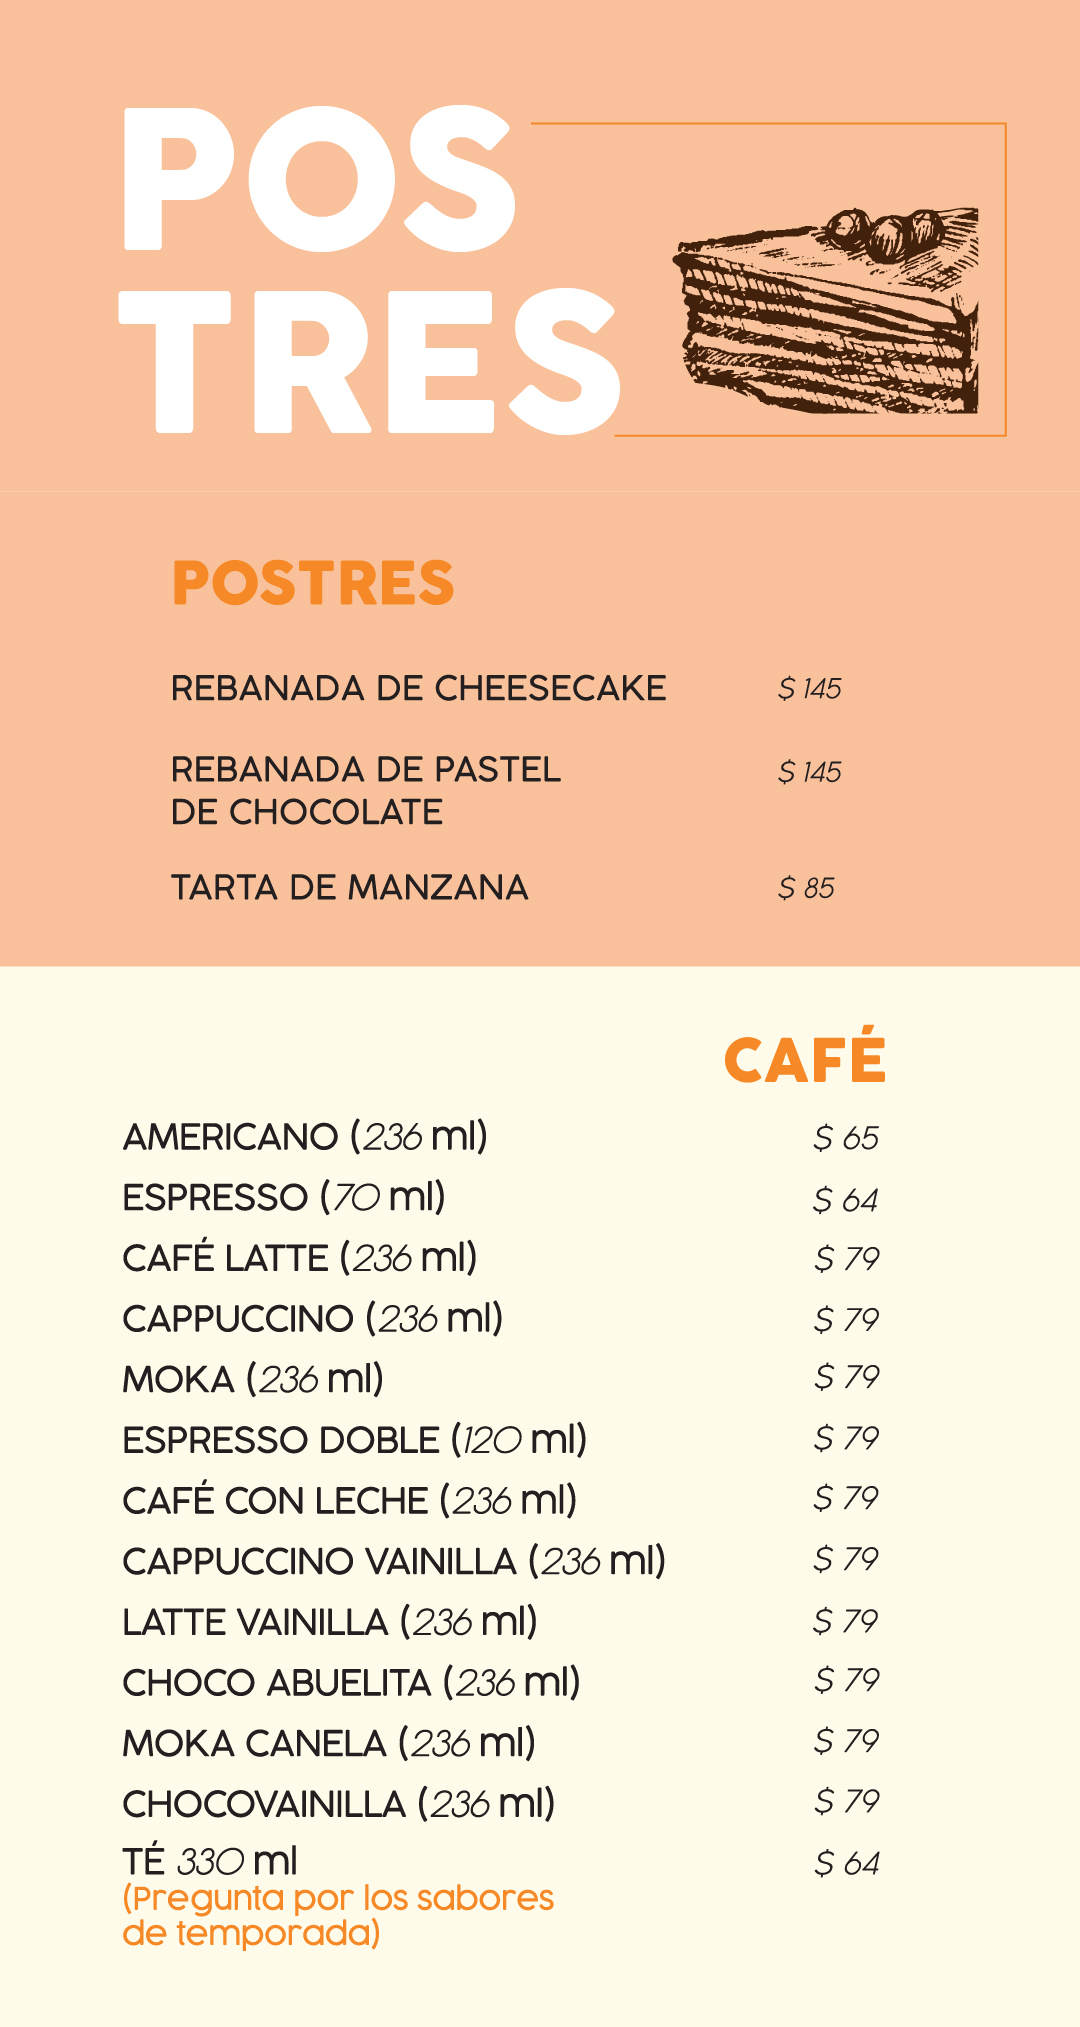 POS
TRES
POSTRES
REBANADA DE CHEESECAKE $ 145
REBANADA DE PASTEL $ 145
DE CHOCOLATE
TARTA DE MANZANA $ 85
CAFÉ
AMERICANO (236 ml) $ 65
ESPRESSO (70 ml) $ 64
CAFÉ LATTE (236 ml) $ 79
CAPPUCCINO (236 ml) $ 79
MOKA (236 ml) $ 79
ESPRESSO DOBLE (120 ml) $ 79
CAFÉ CON LECHE (236 ml) $ 79
CAPPUCCINO VAINILLA (236 ml) $ 79
LATTE VAINILLA (236 ml) $ 79
CHOCO ABUELITA (236 ml) $ 79
MOKA CANELA (236 ml) $ 79
CHOCOVAINILLA (236 ml) $ 79
TÉ 330 ml $ 64
(Pregunta por los sabores
de temporada)